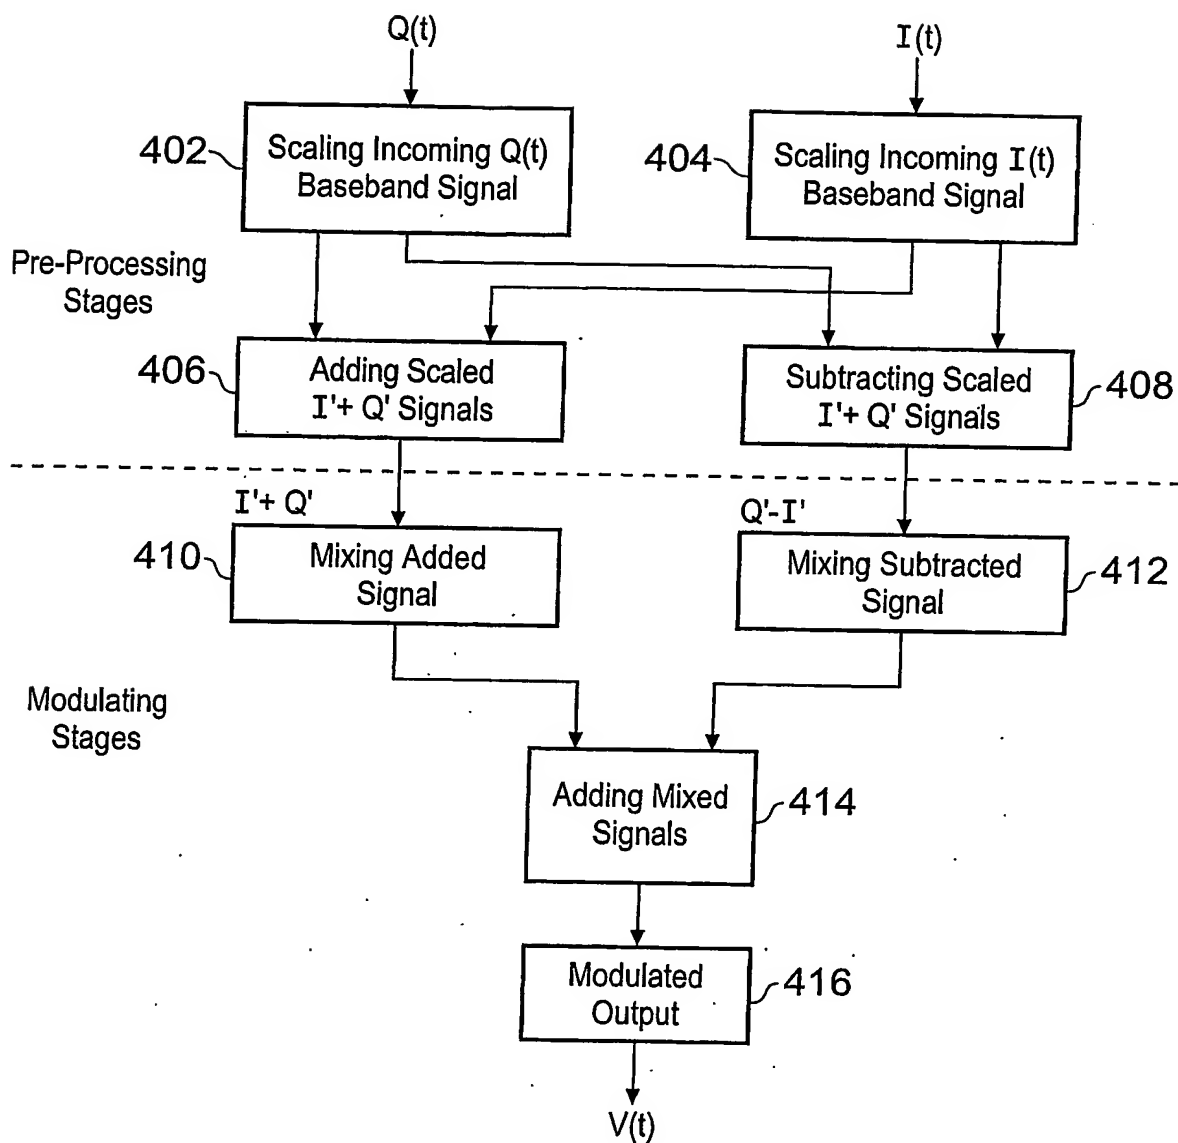 Q(t)
I(t)
402
Scaling Incoming Q(t)
Baseband Signal
404
Scaling Incoming I(t)
Baseband Signal
Pre-Processing
Stages
406
Adding Scaled
I'+ Q' Signals
Subtracting Scaled
I'+ Q' Signals
408
I'+ Q'
Q'-I'
410
Mixing Added
Signal
Mixing Subtracted
Signal
412
Modulating
Stages
Adding Mixed
Signals
414
Modulated
Output
416
V(t)